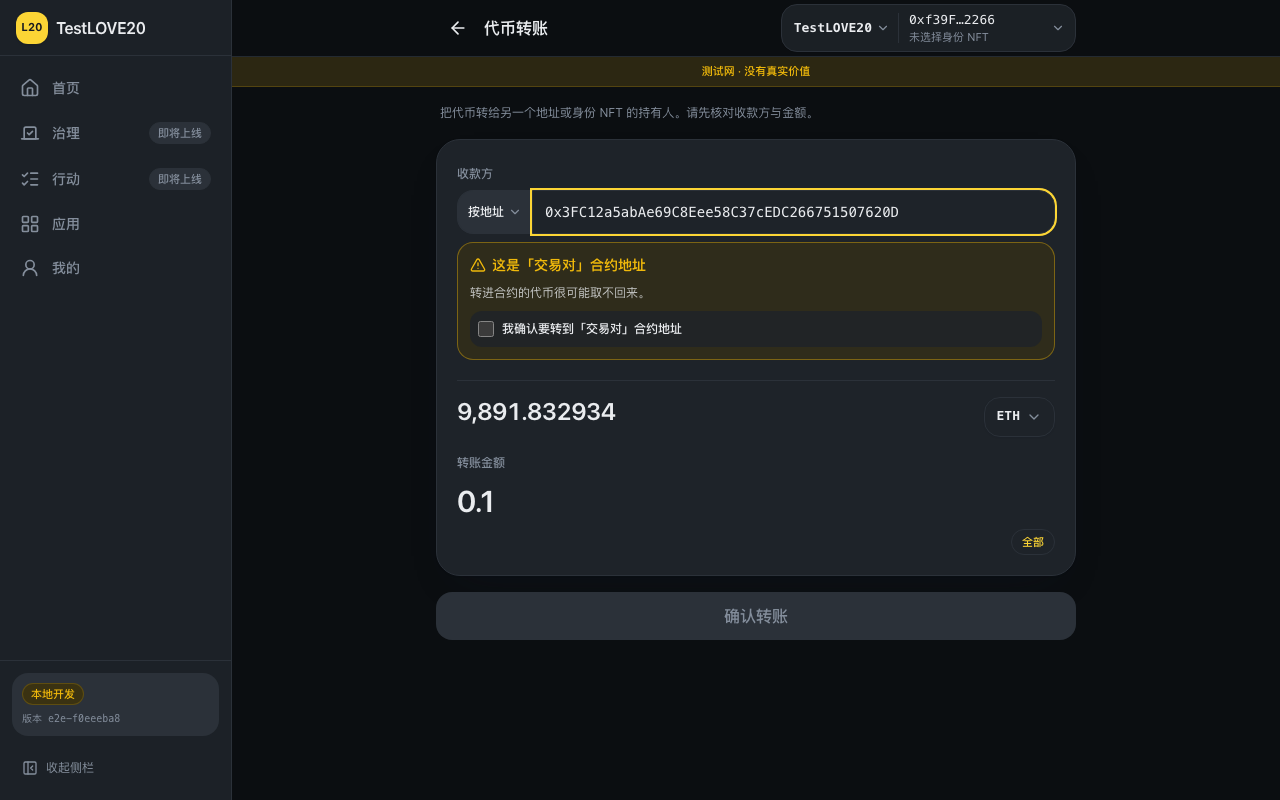 L20 TestLOVE20
首页
治理 即将上线
行动 即将上线
应用
我的
本地开发
版本 e2e-f0eeeba8
收起侧栏
代币转账
TestLOVE20
0xf39F…2266
未选择身份 NFT
测试网 · 没有真实价值
把代币转给另一个地址或身份 NFT 的持有人。请先核对收款方与金额。
收款方
按地址 0x3FC12a5abAe69C8Eee58C37cEDC266751507620D
这是「交易对」合约地址
转进合约的代币很可能取不回来。
我确认要转到「交易对」合约地址
9,891.832934 ETH
转账金额
0.1
全部
确认转账